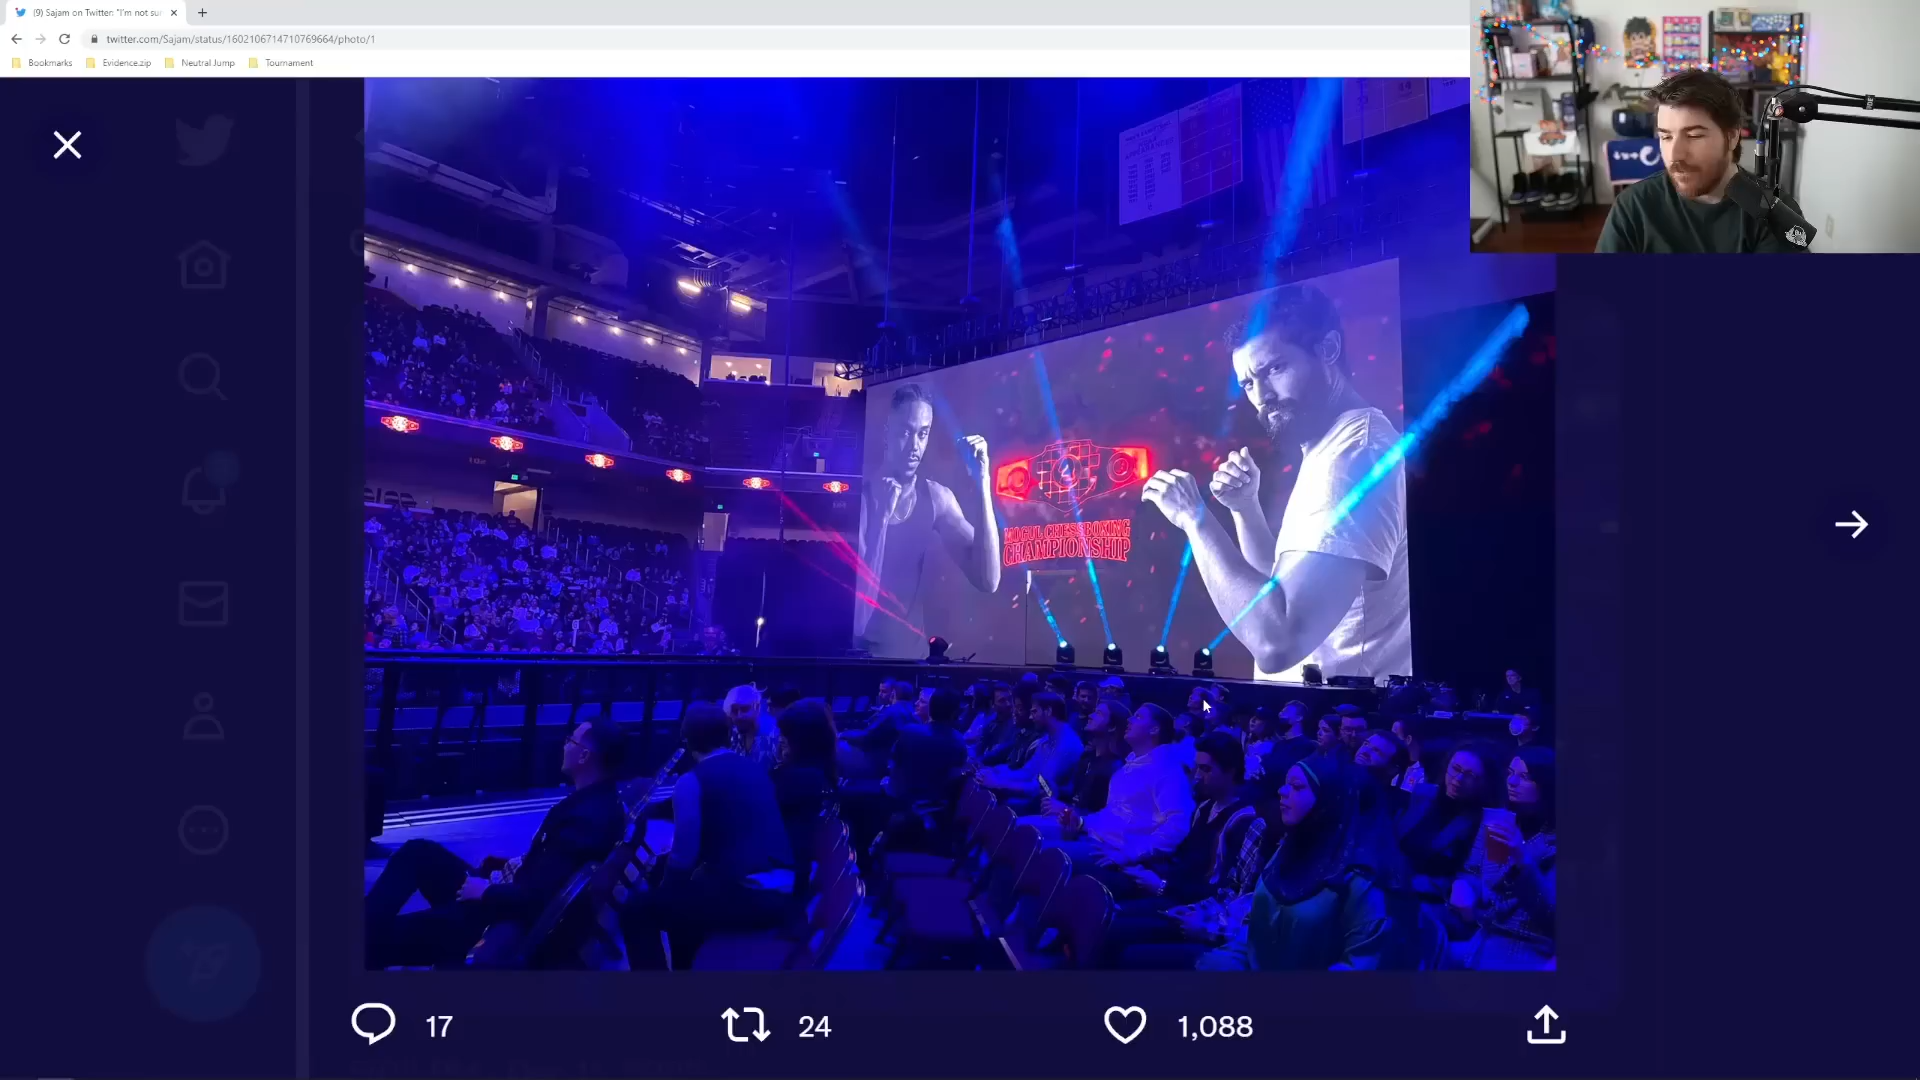 (9) Sajam on Twitter: "I'm not sur
twitter.com/Sajam/status/1602106714710769664/photo/1
Bookmarks
Evidence.zip
Neutral Jump
Tournament
MOGUL CHESSBOXING
CHAMPIONSHIP
17
24
1,088